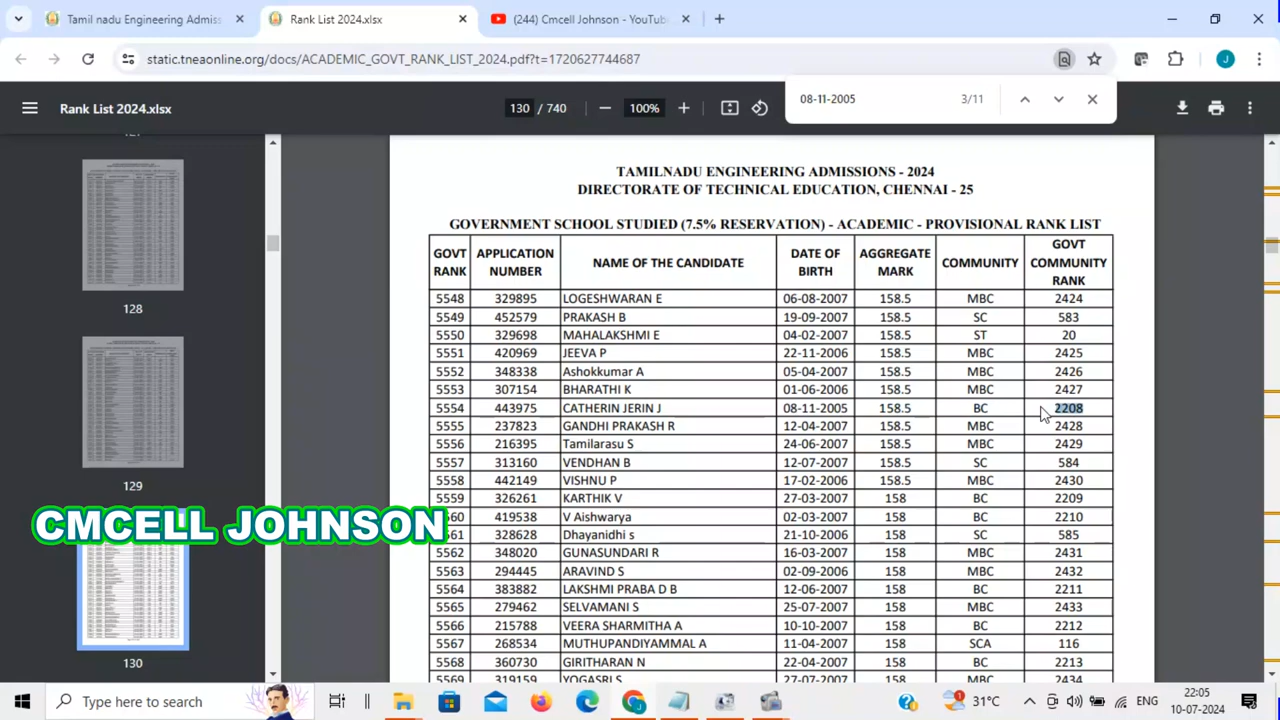 Tamil nadu Engineering Admiss
Rank List 2024.xlsx
(244) Cmcell Johnson - YouTub
static.tneaonline.org/docs/ACADEMIC_GOVT_RANK_LIST_2024.pdf?t=1720627744687
Rank List 2024.xlsx
130 / 740
100%
08-11-2005 3/11
128
129
130
TAMILNADU ENGINEERING ADMISSIONS - 2024
DIRECTORATE OF TECHNICAL EDUCATION, CHENNAI - 25
GOVERNMENT SCHOOL STUDIED (7.5% RESERVATION) - ACADEMIC - PROVISIONAL RANK LIST
GOVT RANK APPLICATION NUMBER NAME OF THE CANDIDATE DATE OF BIRTH AGGREGATE MARK COMMUNITY GOVT COMMUNITY RANK
5548 329895 LOGESHWARAN E 06-08-2007 158.5 MBC 2424
5549 452579 PRAKASH B 19-09-2007 158.5 SC 583
5550 329698 MAHALAKSHMI E 04-02-2007 158.5 ST 20
5551 420969 JEEVA P 22-11-2006 158.5 MBC 2425
5552 348338 Ashokkumar A 05-04-2007 158.5 MBC 2426
5553 307154 BHARATHI K 01-06-2006 158.5 MBC 2427
5554 443975 CATHERIN JERIN J 08-11-2005 158.5 BC 2208
5555 237823 GANDHI PRAKASH R 12-04-2007 158.5 MBC 2428
5556 216395 Tamilarasu S 24-06-2007 158.5 MBC 2429
5557 313160 VENDHAN B 12-07-2007 158.5 SC 584
5558 442149 VISHNU P 17-02-2006 158.5 MBC 2430
5559 326261 KARTHIK V 27-03-2007 158 BC 2209
60 419538 V Aishwarya 02-03-2007 158 BC 2210
61 328628 Dhayanidhi s 21-10-2006 158 SC 585
5562 348028 GUNASUNDARI R 16-03-2007 158 MBC 2431
5563 294445 ARAVIND S 02-09-2006 158 MBC 2432
5564 383882 LAKSHMI PRABA D B 12-06-2007 158 BC 2211
5565 279462 SELVAMANI S 25-07-2007 158 MBC 2433
5566 215788 VEERA SHARMITHA A 10-10-2007 158 BC 2212
5567 268534 MUTHUPANDIYAMMAL A 11-04-2007 158 SCA 116
5568 360730 GIRITHARAN N 22-04-2007 158 BC 2213
5569 319159 YOGASRI S 27-07-2007 158 MBC 2434
CMCELL JOHNSON
Type here to search
31°C
ENG
22:05
10-07-2024